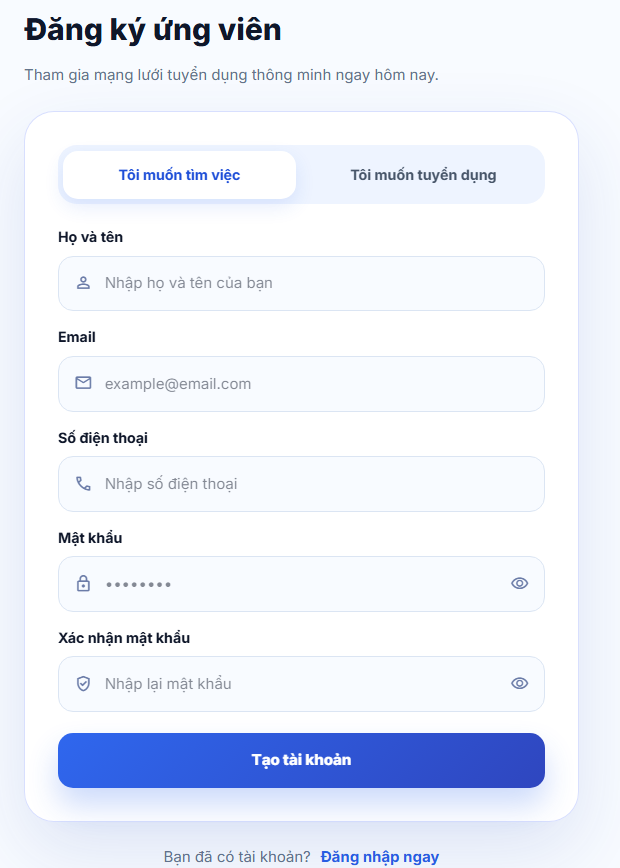 Đăng ký ứng viên
Tham gia mạng lưới tuyển dụng thông minh ngay hôm nay.
Tôi muốn tìm việc
Tôi muốn tuyển dụng
Họ và tên
Nhập họ và tên của bạn
Email
example@email.com
Số điện thoại
Nhập số điện thoại
Mật khẩu
••••••••
Xác nhận mật khẩu
Nhập lại mật khẩu
Tạo tài khoản
Bạn đã có tài khoản? Đăng nhập ngay